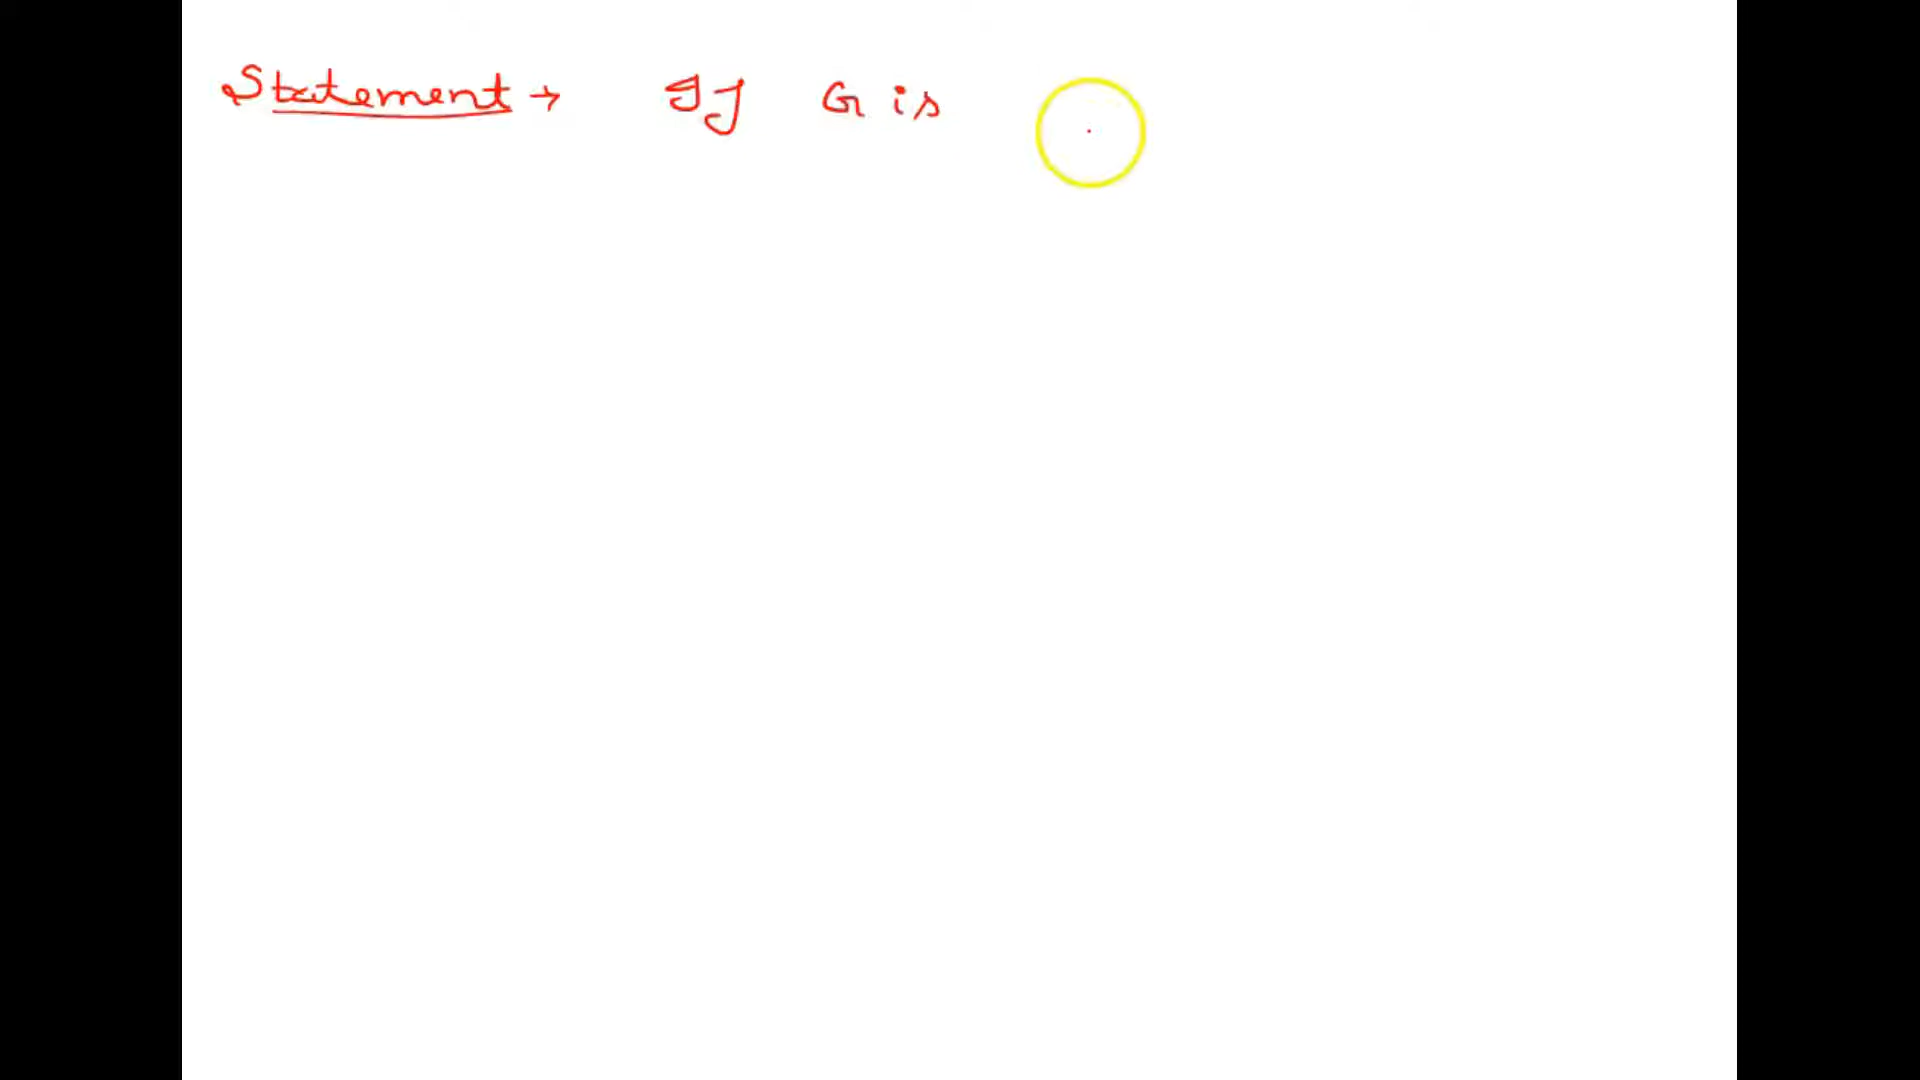 Statement → If G is